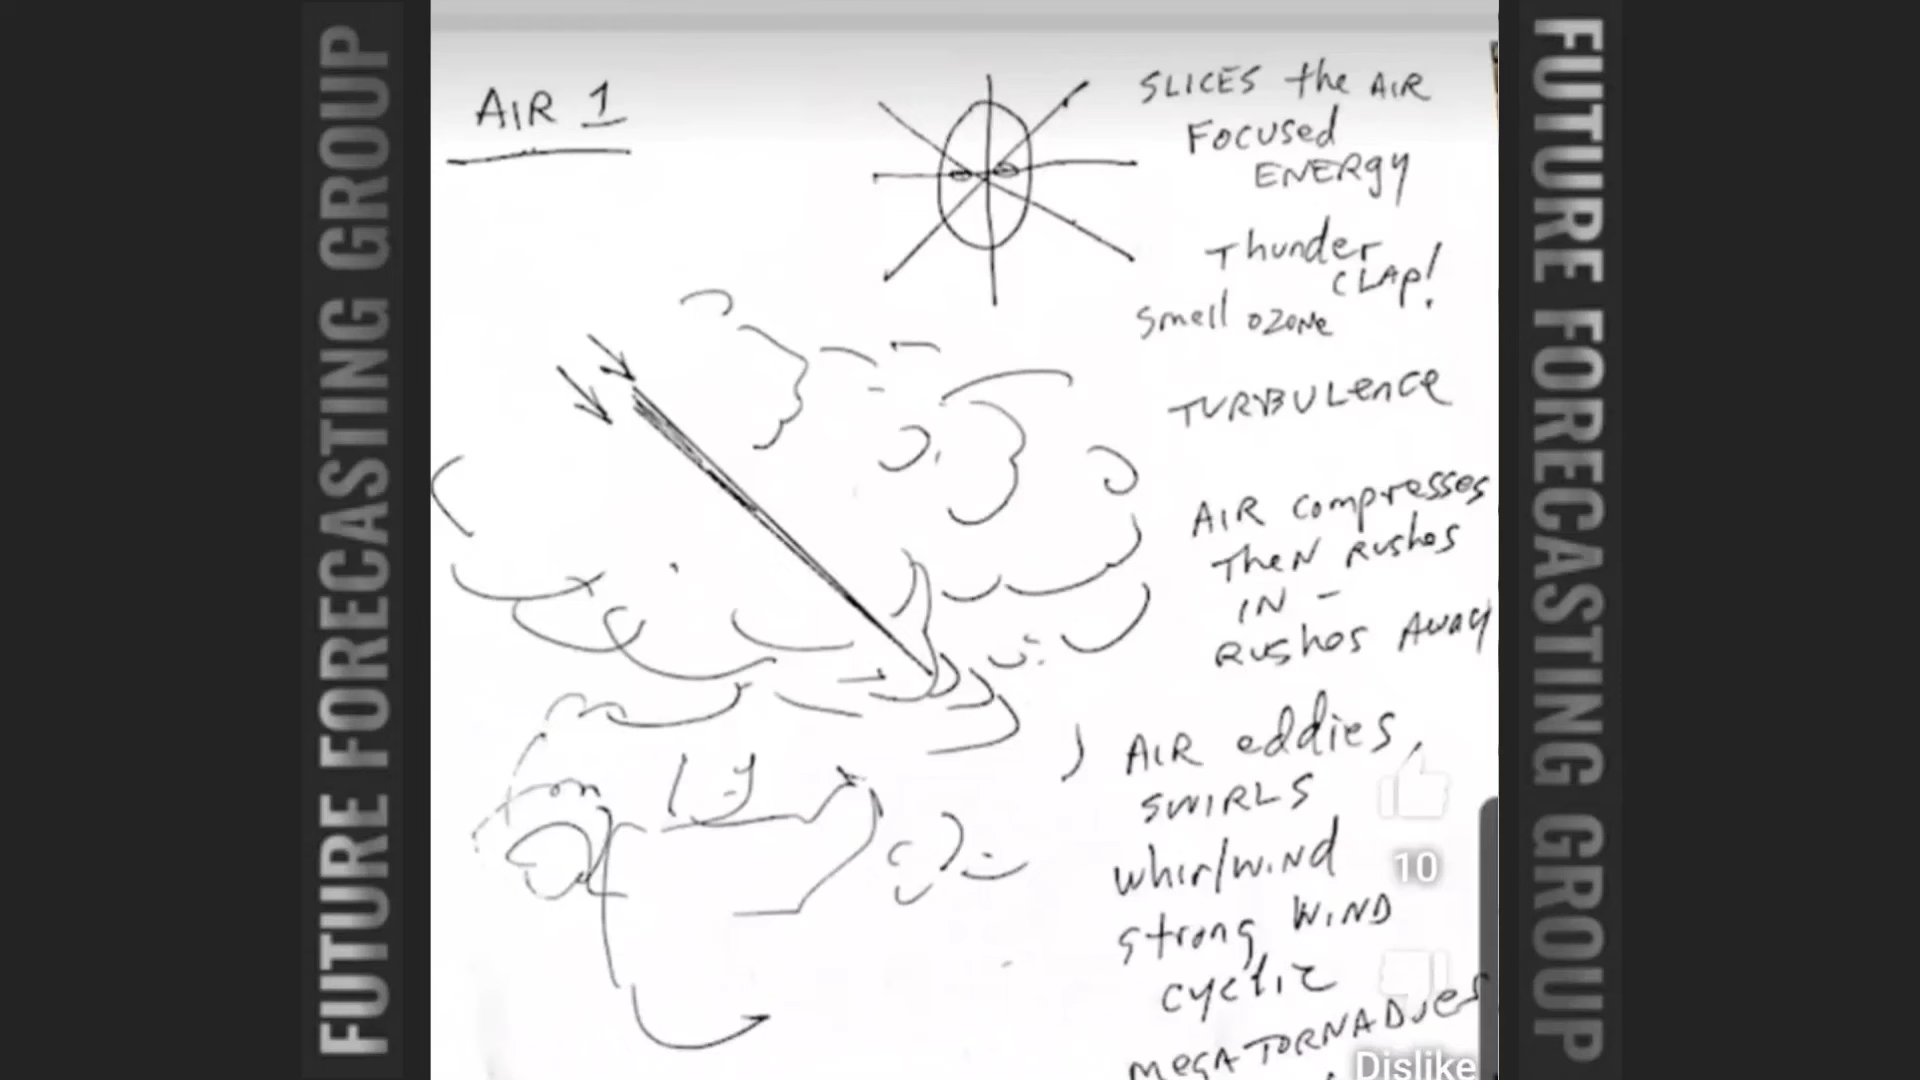 FUTURE FORECASTING GROUP
AIR 1
SLICES the AIR
FOCUSED
ENERGY
Thunder
CLAP!
Smell OZONE
TURBULENCE
AIR compresses
TheN Rushes
IN -
Rushes AWAY
AIR eddies,
SWIRLS
whirlwiNd
strong WIND
cyclic
MEGA TORNADOES
10
Dislike
FUTURE FORECASTING GROUP